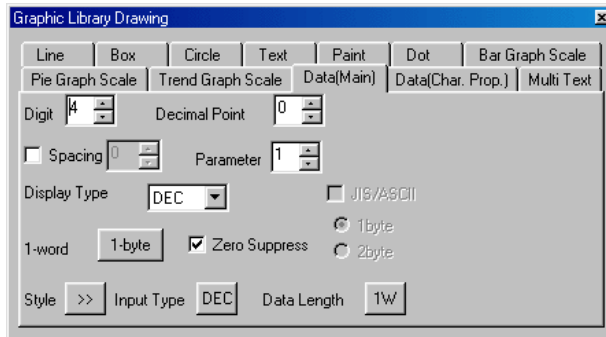 Graphic Library Drawing
Line Box Circle Text Paint Dot Bar Graph Scale
Pie Graph Scale Trend Graph Scale Data(Main) Data(Char. Prop.) Multi Text
Digit 4 Decimal Point 0
Spacing 0 Parameter 1
Display Type DEC JIS/ASCII
1byte
1-word 1-byte Zero Suppress 2byte
Style >> Input Type DEC Data Length 1W